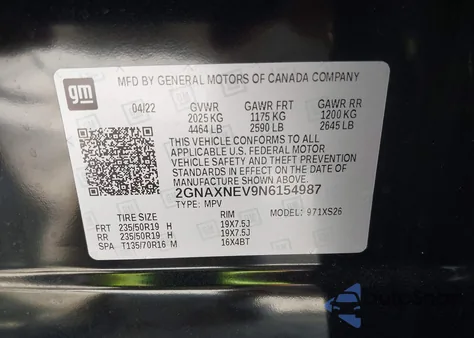 gm
MFD BY GENERAL MOTORS OF CANADA COMPANY
04/22 GVWR GAWR FRT GAWR RR
2025 KG 1175 KG 1200 KG
4464 LB 2590 LB 2645 LB
THIS VEHICLE CONFORMS TO ALL
APPLICABLE U.S. FEDERAL MOTOR
VEHICLE SAFETY AND THEFT PREVENTION
STANDARDS IN EFFECT ON THE DATE OF
MANUFACTURE SHOWN ABOVE.
2GNAXNEV9N6154987
TYPE: MPV
TIRE SIZE RIM MODEL: 971XS26
FRT 235/50R19 H 19X7.5J
RR 235/50R19 H 19X7.5J
SPA T135/70R16 M 16X4BT